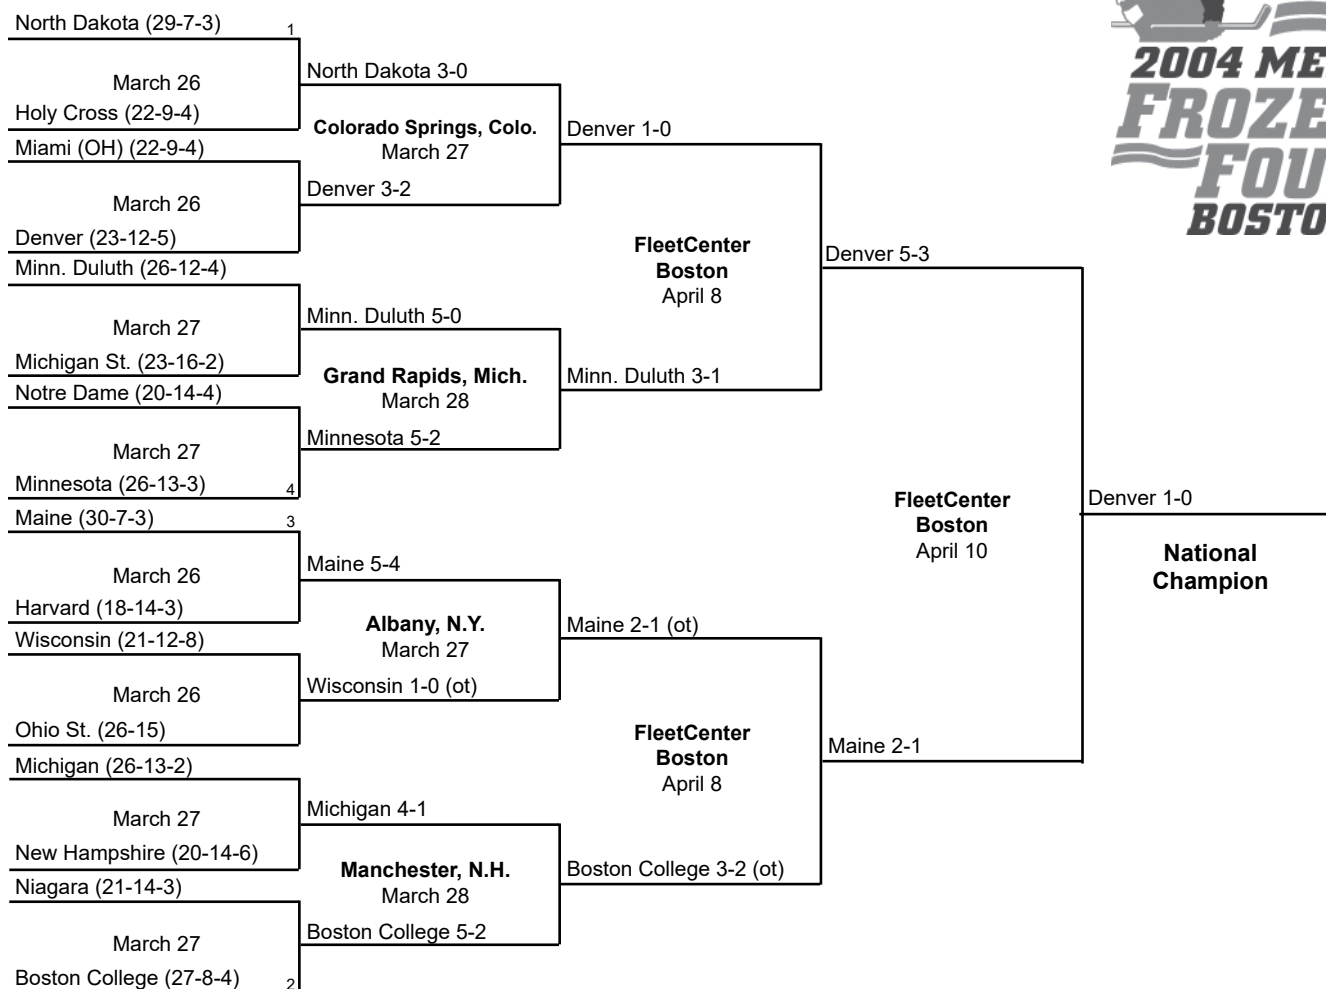 North Dakota (29-7-3)
1
March 26
Holy Cross (22-9-4)
Miami (OH) (22-9-4)
March 26
Denver (23-12-5)
Minn. Duluth (26-12-4)
March 27
Michigan St. (23-16-2)
Notre Dame (20-14-4)
March 27
Minnesota (26-13-3)
4
Maine (30-7-3)
3
March 26
Harvard (18-14-3)
Wisconsin (21-12-8)
March 26
Ohio St. (26-15)
Michigan (26-13-2)
March 27
New Hampshire (20-14-6)
Niagara (21-14-3)
March 27
Boston College (27-8-4)
2
North Dakota 3-0
Colorado Springs, Colo.
March 27
Denver 3-2
Minn. Duluth 5-0
Grand Rapids, Mich.
March 28
Minnesota 5-2
Maine 5-4
Albany, N.Y.
March 27
Wisconsin 1-0 (ot)
Michigan 4-1
Manchester, N.H.
March 28
Boston College 5-2
Denver 1-0
FleetCenter
Boston
April 8
Minn. Duluth 3-1
Maine 2-1 (ot)
FleetCenter
Boston
April 8
Boston College 3-2 (ot)
Denver 5-3
FleetCenter
Boston
April 10
Maine 2-1
Denver 1-0
National
Champion
2004 ME
FROZE
FOU
BOSTO